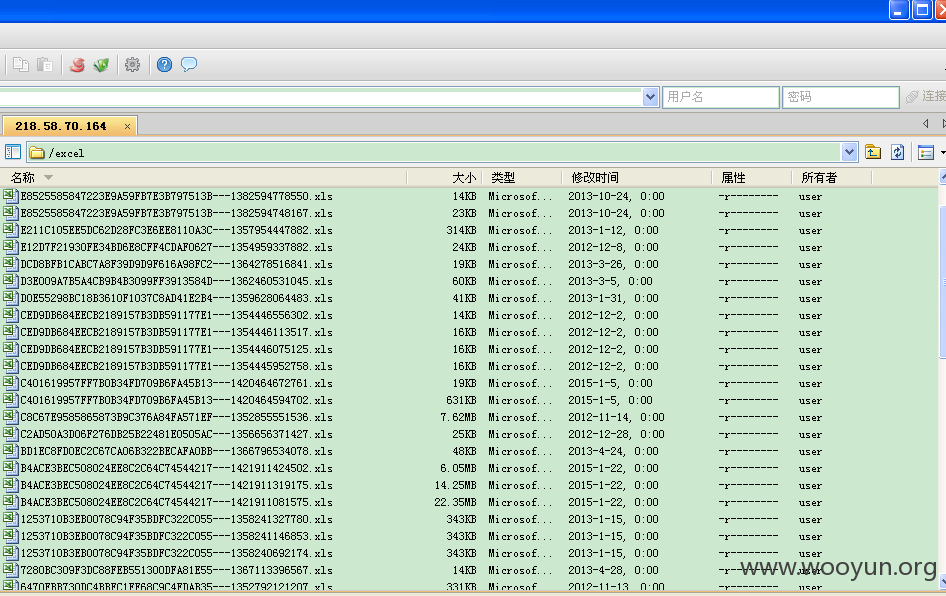 用户名 密码 连接
218.58.70.164 ×
/excel
名称 大小 类型 修改时间 属性 所有者
E8525585847223E9A59FB7E3B797513B---1382594778550.xls 14KB Microsof... 2013-10-24, 0:00 -r-------- user
E8525585847223E9A59FB7E3B797513B---1382594748167.xls 23KB Microsof... 2013-10-24, 0:00 -r-------- user
E211C105EE5DC62D28FC3E6EE8110A3C---1357954447882.xls 314KB Microsof... 2013-1-12, 0:00 -r-------- user
E12D7F21930FE34BD6E8CFF4CDAF0627---1354959337882.xls 24KB Microsof... 2012-12-8, 0:00 -r-------- user
DCD8BFB1CABC7A8F39D9D9F616A98FC2---1364278516841.xls 19KB Microsof... 2013-3-26, 0:00 -r-------- user
D3E009A7B5A4CB9B4B3099FF3913584D---1362460531045.xls 60KB Microsof... 2013-3-5, 0:00 -r-------- user
D0E55298BC18B3610F1037C8AD41E2B4---1359628064483.xls 41KB Microsof... 2013-1-31, 0:00 -r-------- user
CED9DB684EECB2189157B3DB591177E1---1354446556302.xls 14KB Microsof... 2012-12-2, 0:00 -r-------- user
CED9DB684EECB2189157B3DB591177E1---1354446113517.xls 16KB Microsof... 2012-12-2, 0:00 -r-------- user
CED9DB684EECB2189157B3DB591177E1---1354446075125.xls 16KB Microsof... 2012-12-2, 0:00 -r-------- user
CED9DB684EECB2189157B3DB591177E1---1354445952758.xls 16KB Microsof... 2012-12-2, 0:00 -r-------- user
C401619957FF7B0B34FD709B6FA45B13---1420464672761.xls 19KB Microsof... 2015-1-5, 0:00 -r-------- user
C401619957FF7B0B34FD709B6FA45B13---1420464594702.xls 631KB Microsof... 2015-1-5, 0:00 -r-------- user
C8C67E9585865873B9C376A84FA571EF---1352855551536.xls 7.62MB Microsof... 2012-11-14, 0:00 -r-------- user
C2AD50A3D06F276DB25B22481E0505AC---1356656371427.xls 25KB Microsof... 2012-12-28, 0:00 -r-------- user
BD1EC8FD0EC2C67CA06B322BECAFA0BB---1366796534078.xls 48KB Microsof... 2013-4-24, 0:00 -r-------- user
B4ACE3BEC508024EE8C2C64C74544217---1421911424502.xls 6.05MB Microsof... 2015-1-22, 0:00 -r-------- user
B4ACE3BEC508024EE8C2C64C74544217---1421911319175.xls 14.25MB Microsof... 2015-1-22, 0:00 -r-------- user
B4ACE3BEC508024EE8C2C64C74544217---1421911081575.xls 22.35MB Microsof... 2015-1-22, 0:00 -r-------- user
1253710B3EB0078C94F35BDFC322C055---1358241327780.xls 343KB Microsof... 2013-1-15, 0:00 -r-------- user
1253710B3EB0078C94F35BDFC322C055---1358241146853.xls 343KB Microsof... 2013-1-15, 0:00 -r-------- user
1253710B3EB0078C94F35BDFC322C055---1358240692174.xls 343KB Microsof... 2013-1-15, 0:00 -r-------- user
7280BC309F3DC88FEB551300DFA81E55---1367113396567.xls 14KB Microsof... 2013-4-28, 0:00 -r-------- user
6470FBB730DC4BBFC1FF68C9C4FDAB35---1352792121207.xls 331KB Microsof... 2012-11-13, 0:00 -r-------- user
www.wooyun.org